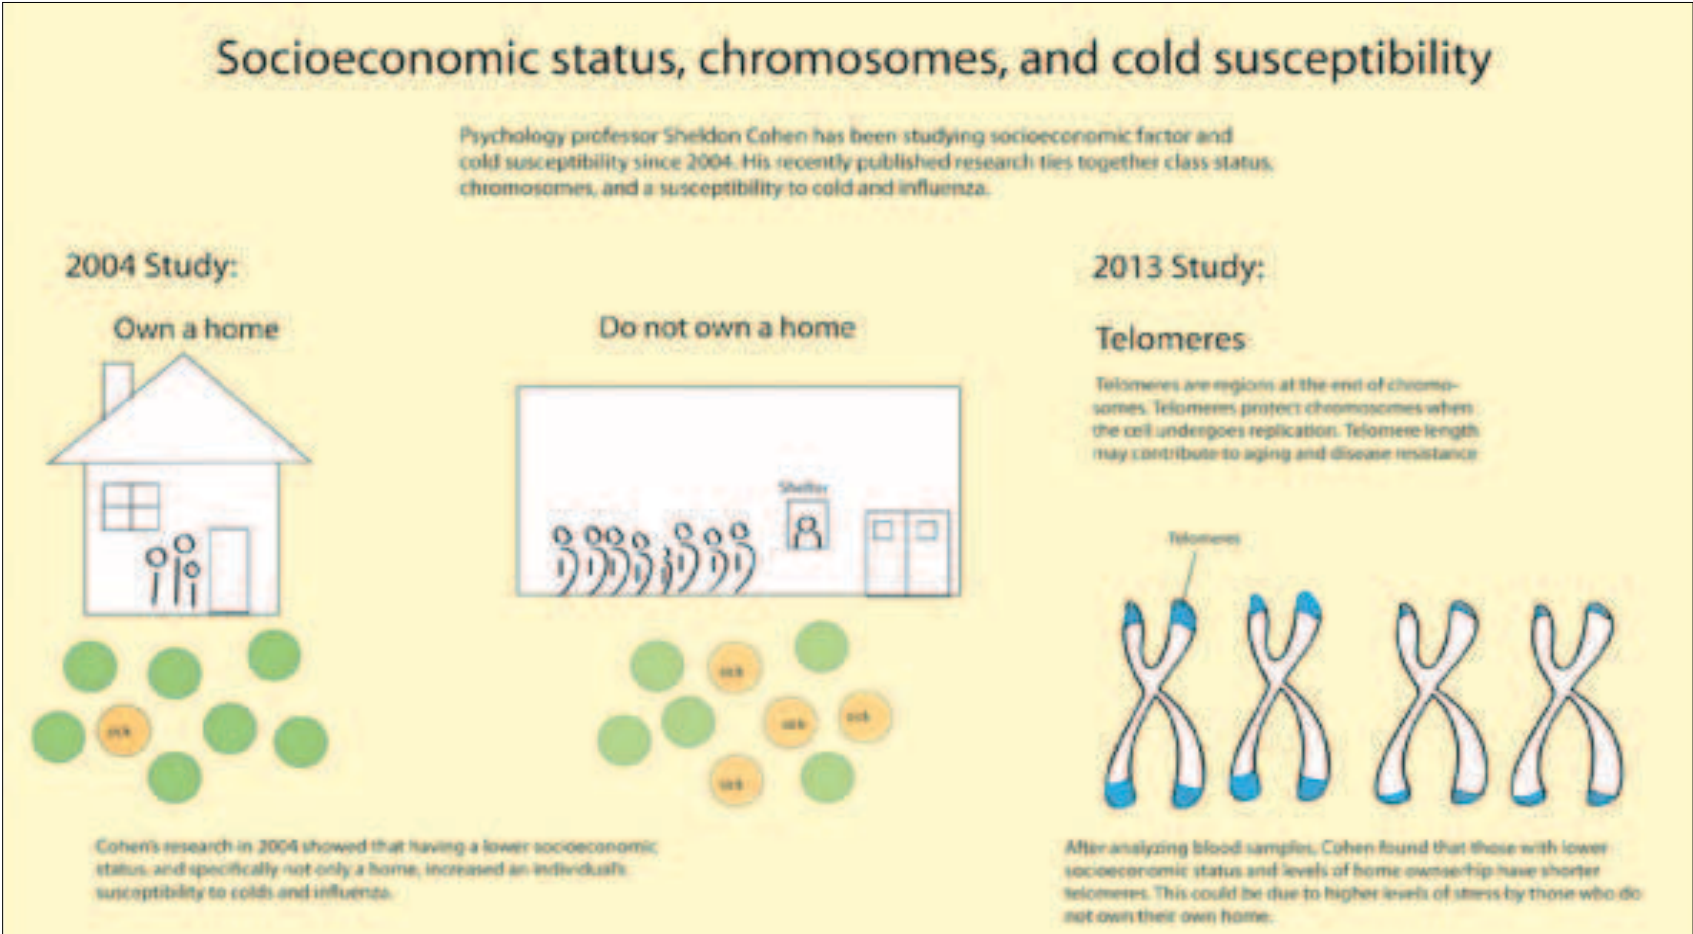 Socioeconomic status, chromosomes, and cold susceptibility
Psychology professor Sheldon Cohen has been studying socioeconomic factor and
cold susceptibility since 2004. His recently published research ties together class status,
chromosomes, and a susceptibility to cold and influenza.
2004 Study:
Own a home
Do not own a home
Shelter
sick
sick
sick
sick
sick
Cohen's research in 2004 showed that having a lower socioeconomic
status, and specifically not only a home, increased an individual's
susceptibility to colds and influenza.
2013 Study:
Telomeres
Telomeres are regions at the end of chromo-
somes. Telomeres protect chromosomes when
the cell undergoes replication. Telomere length
may contribute to aging and disease resistance
Telomeres
After analyzing blood samples, Cohen found that those with lower
socioeconomic status and levels of home ownserhip have shorter
telomeres. This could be due to higher levels of stress by those who do
not own their own home.